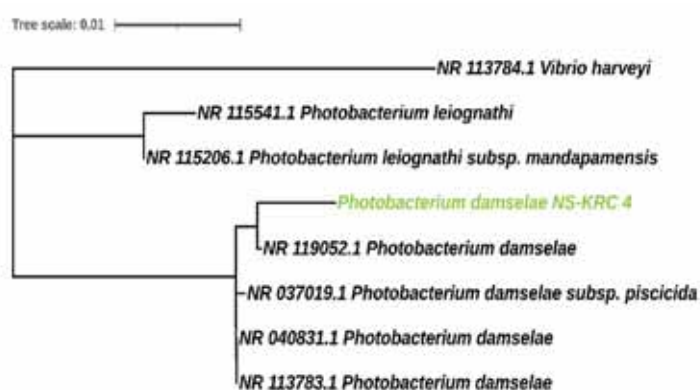 Tree scale: 0.01
NR 113784.1 Vibrio harveyi
NR 115541.1 Photobacterium leiognathi
NR 115206.1 Photobacterium leiognathi subsp. mandapamensis
Photobacterium damselae NS-KRC 4
NR 119052.1 Photobacterium damselae
NR 037019.1 Photobacterium damselae subsp. piscicida
NR 040831.1 Photobacterium damselae
NR 113783.1 Photobacterium damselae